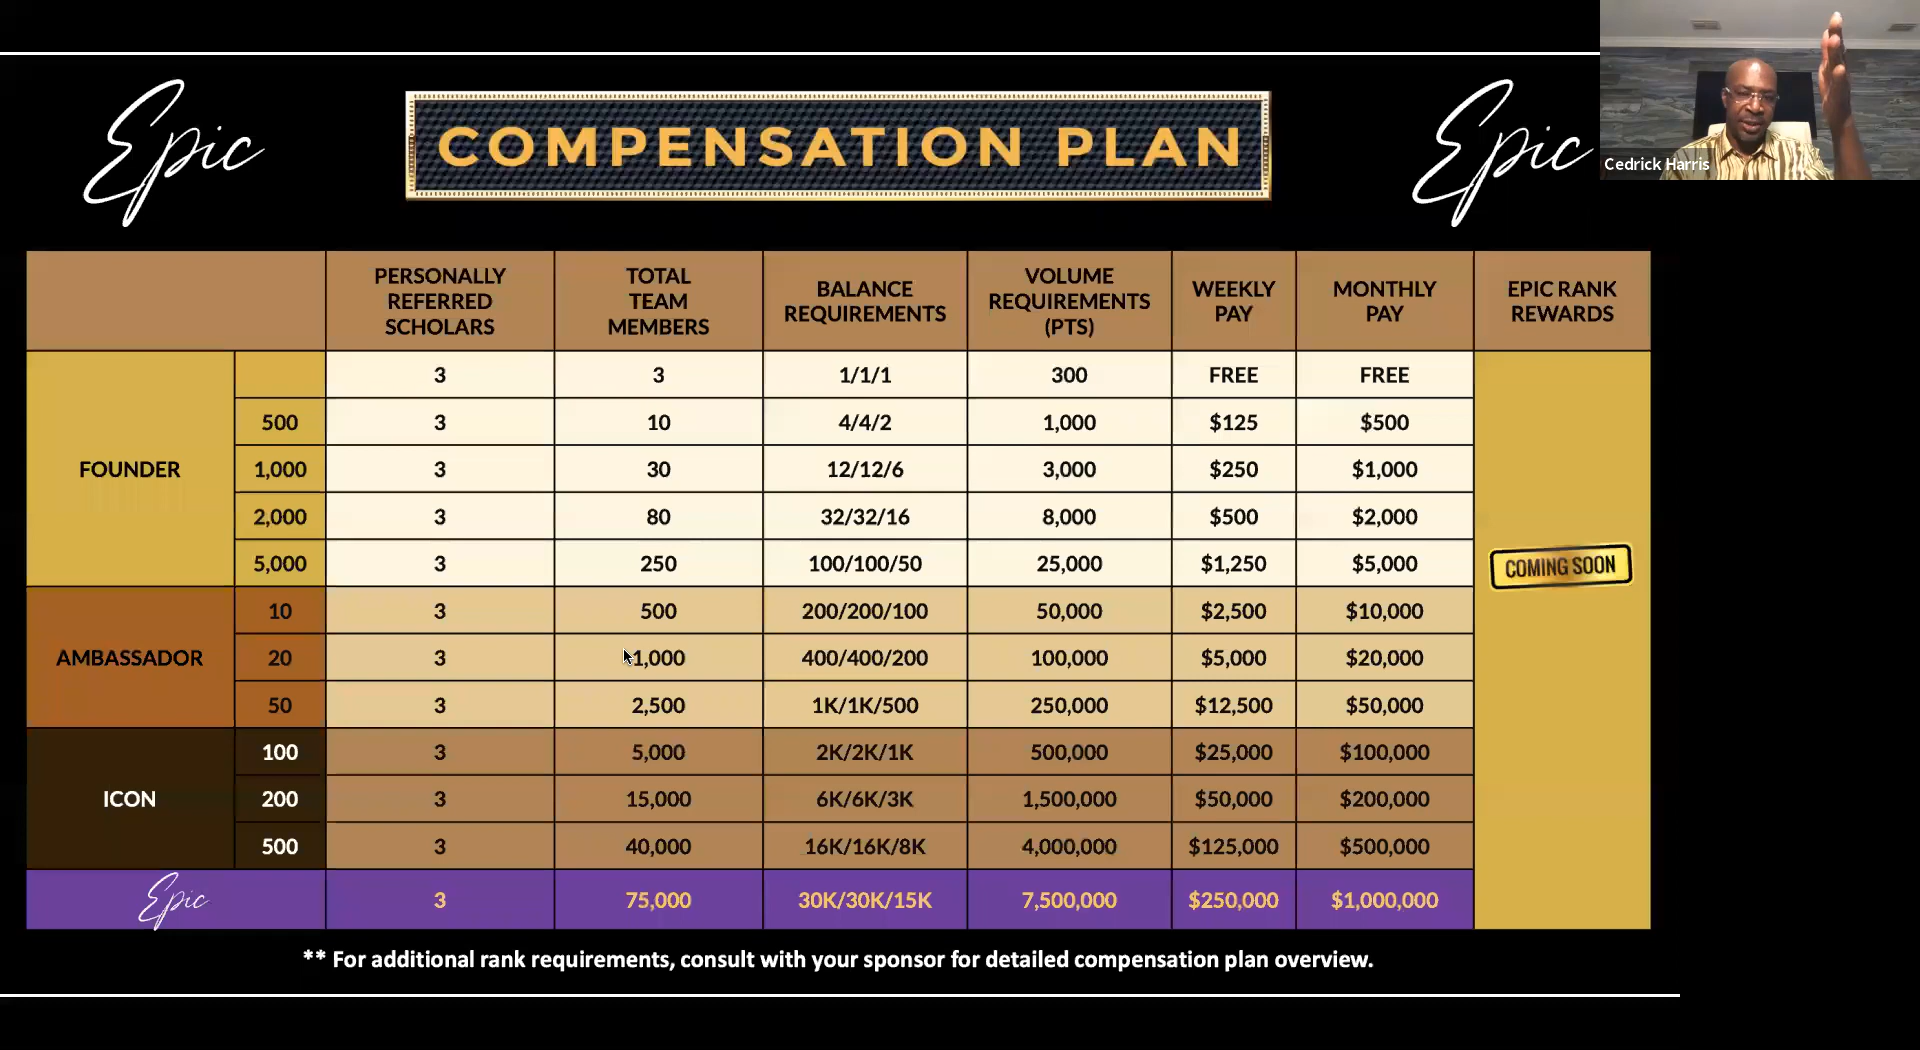 Epic
COMPENSATION PLAN
Epic
Cedrick Harris
PERSONALLY REFERRED SCHOLARS TOTAL TEAM MEMBERS BALANCE REQUIREMENTS VOLUME REQUIREMENTS (PTS) WEEKLY PAY MONTHLY PAY EPIC RANK REWARDS
3 3 1/1/1 300 FREE FREE
500 3 10 4/4/2 1,000 $125 $500
FOUNDER 1,000 3 30 12/12/6 3,000 $250 $1,000
2,000 3 80 32/32/16 8,000 $500 $2,000
5,000 3 250 100/100/50 25,000 $1,250 $5,000 COMING SOON
10 3 500 200/200/100 50,000 $2,500 $10,000
AMBASSADOR 20 3 1,000 400/400/200 100,000 $5,000 $20,000
50 3 2,500 1K/1K/500 250,000 $12,500 $50,000
100 3 5,000 2K/2K/1K 500,000 $25,000 $100,000
ICON 200 3 15,000 6K/6K/3K 1,500,000 $50,000 $200,000
500 3 40,000 16K/16K/8K 4,000,000 $125,000 $500,000
Epic 3 75,000 30K/30K/15K 7,500,000 $250,000 $1,000,000
** For additional rank requirements, consult with your sponsor for detailed compensation plan overview.